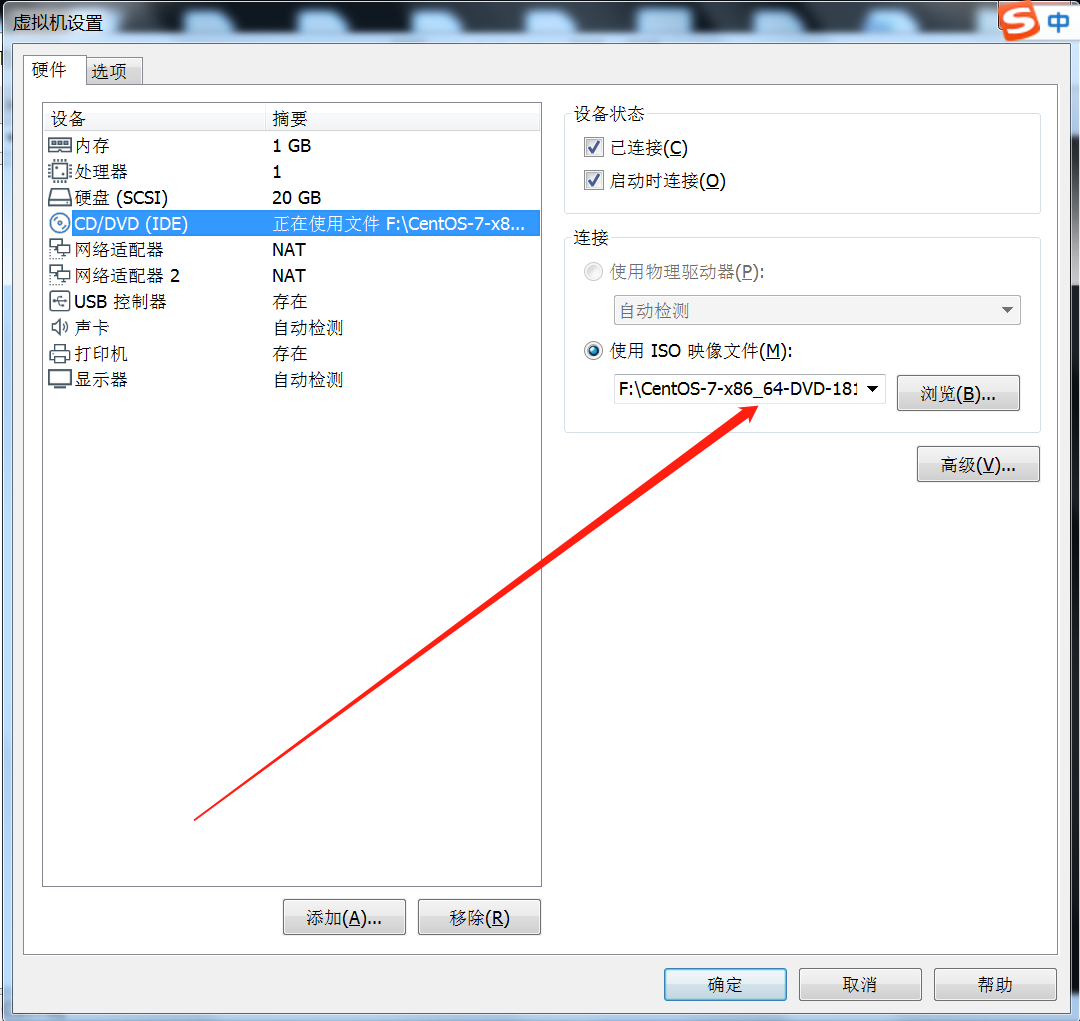 虚拟机设置
S 中
硬件 选项
设备 摘要
内存 1 GB
处理器 1
硬盘 (SCSI) 20 GB
CD/DVD (IDE) 正在使用文件 F:\CentOS-7-x8...
网络适配器 NAT
网络适配器 2 NAT
USB 控制器 存在
声卡 自动检测
打印机 存在
显示器 自动检测
添加(A)... 移除(R)
设备状态
已连接(C)
启动时连接(O)
连接
使用物理驱动器(P):
自动检测
使用 ISO 映像文件(M):
F:\CentOS-7-x86_64-DVD-181 浏览(B)...
高级(V)...
确定 取消 帮助